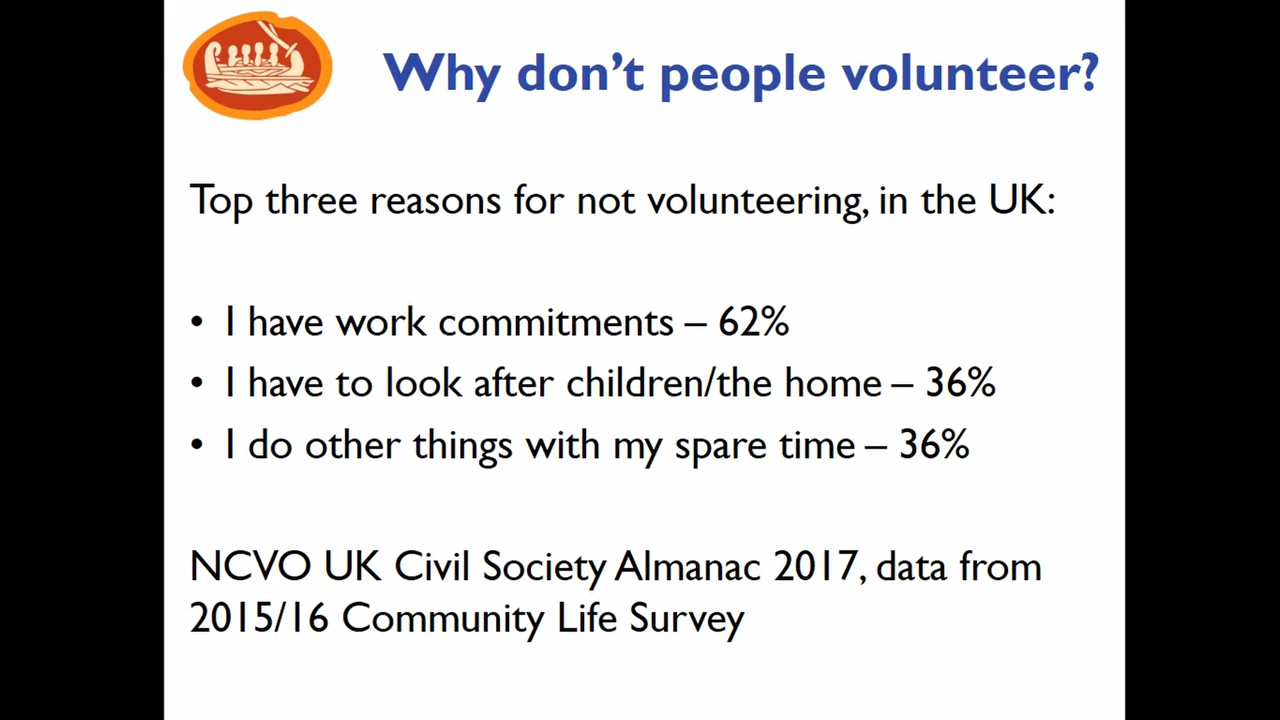 Why don't people volunteer?
Top three reasons for not volunteering, in the UK:
• I have work commitments – 62%
• I have to look after children/the home – 36%
• I do other things with my spare time – 36%
NCVO UK Civil Society Almanac 2017, data from
2015/16 Community Life Survey